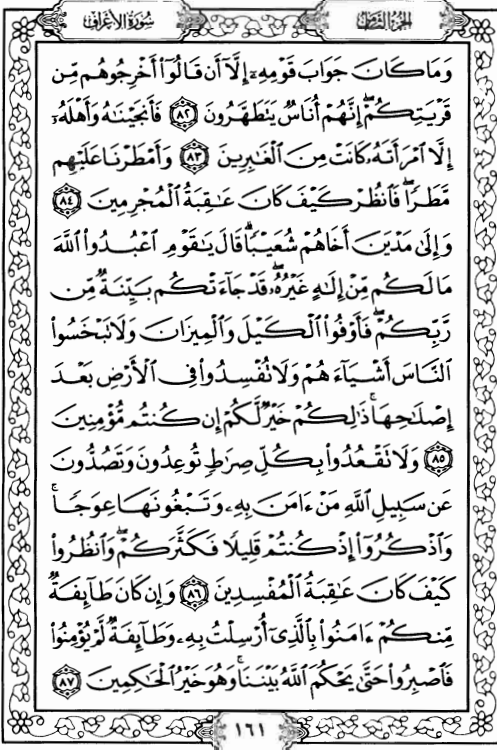 سورة الأعراف
الجزء الثامن
وَمَا كَانَ جَوَابَ قَوْمِهِۦٓ إِلَّآ أَن قَالُوٓا۟ أَخْرِجُوهُم مِّن
قَرْيَتِكُمْ ۖ إِنَّهُمْ أُنَاسٌ يَتَطَهَّرُونَ ٨٢ فَأَنجَيْنَـٰهُ وَأَهْلَهُۥٓ
إِلَّا ٱمْرَأَتَهُۥ كَانَتْ مِنَ ٱلْغَـٰبِرِينَ ٨٣ وَأَمْطَرْنَا عَلَيْهِم
مَّطَرًا ۖ فَٱنظُرْ كَيْفَ كَانَ عَـٰقِبَةُ ٱلْمُجْرِمِينَ ٨٤
وَإِلَىٰ مَدْيَنَ أَخَاهُمْ شُعَيْبًا ۗ قَالَ يَـٰقَوْمِ ٱعْبُدُوا۟ ٱللَّهَ
مَا لَكُم مِّنْ إِلَـٰهٍ غَيْرُهُۥ ۖ قَدْ جَآءَتْكُم بَيِّنَةٌ مِّن
رَّبِّكُمْ ۖ فَأَوْفُوا۟ ٱلْكَيْلَ وَٱلْمِيزَانَ وَلَا تَبْخَسُوا۟
ٱلنَّاسَ أَشْيَآءَهُمْ وَلَا تُفْسِدُوا۟ فِى ٱلْأَرْضِ بَعْدَ
إِصْلَـٰحِهَا ۚ ذَٰلِكُمْ خَيْرٌ لَّكُمْ إِن كُنتُم مُّؤْمِنِينَ
٨٥ وَلَا تَقْعُدُوا۟ بِكُلِّ صِرَٰطٍ تُوعِدُونَ وَتَصُدُّونَ
عَن سَبِيلِ ٱللَّهِ مَنْ ءَامَنَ بِهِۦ وَتَبْغُونَهَا عِوَجًا ۚ
وَٱذْكُرُوٓا۟ إِذْ كُنتُمْ قَلِيلًا فَكَثَّرَكُمْ ۖ وَٱنظُرُوا۟
كَيْفَ كَانَ عَـٰقِبَةُ ٱلْمُفْسِدِينَ ٨٦ وَإِن كَانَ طَآئِفَةٌ
مِّنكُمْ ءَامَنُوا۟ بِٱلَّذِىٓ أُرْسِلْتُ بِهِۦ وَطَآئِفَةٌ لَّمْ يُؤْمِنُوا۟
فَٱصْبِرُوا۟ حَتَّىٰ يَحْكُمَ ٱللَّهُ بَيْنَنَا ۚ وَهُوَ خَيْرُ ٱلْحَـٰكِمِينَ ٨٧
١٦١